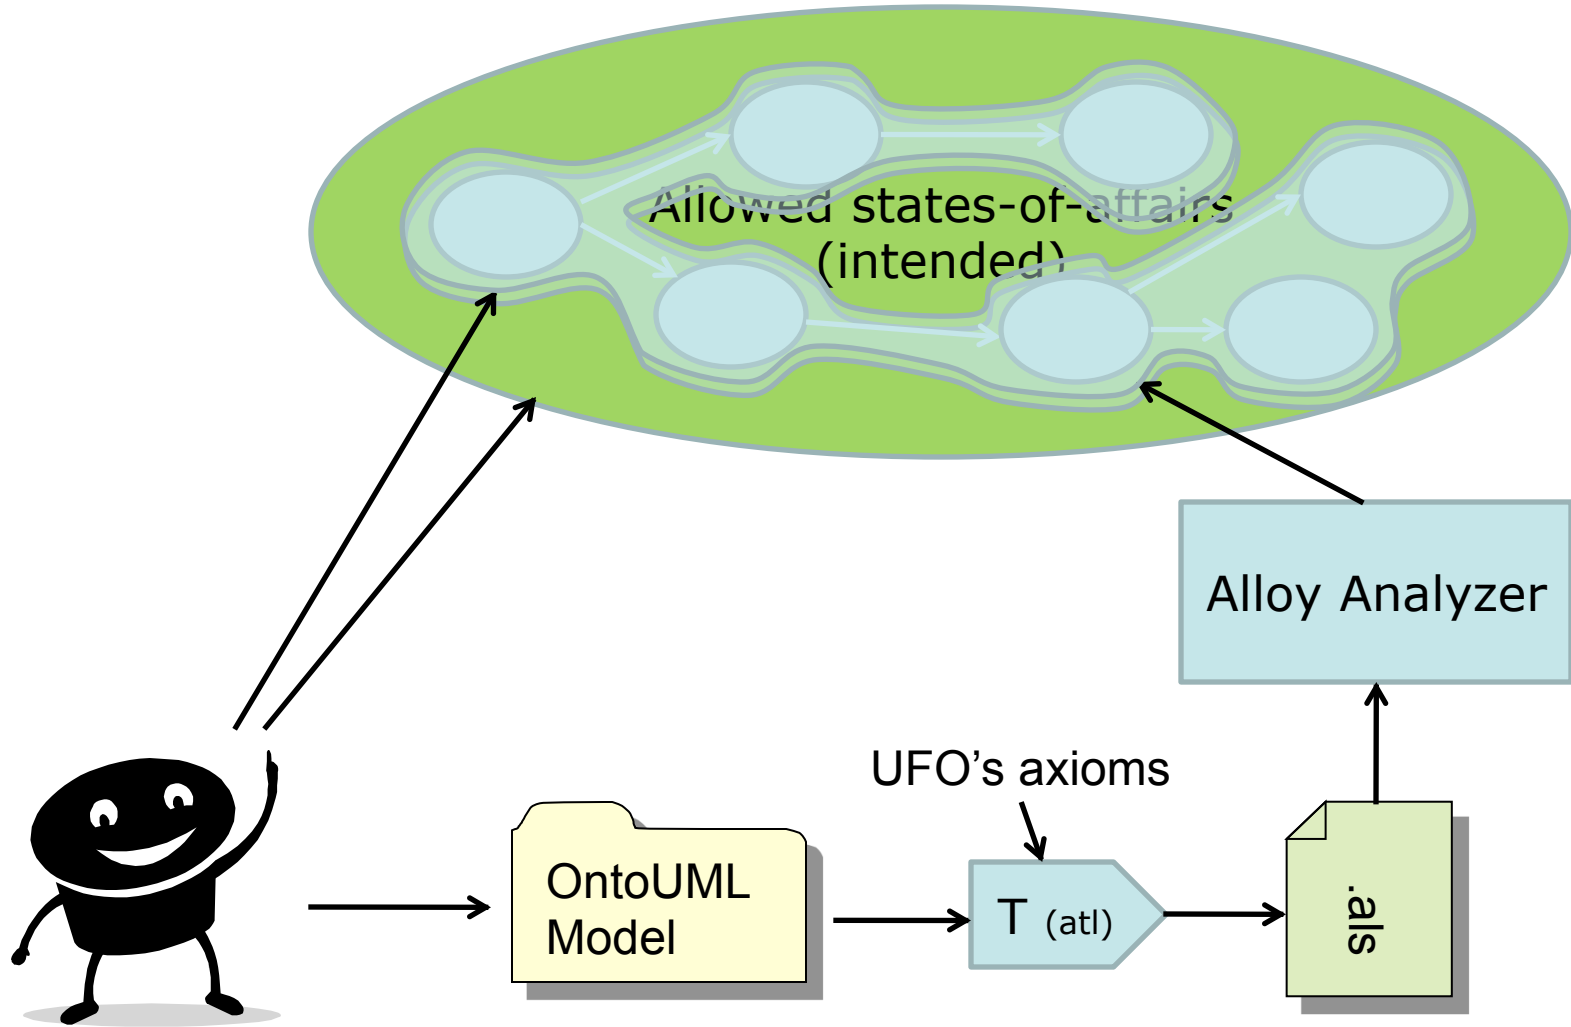 Allowed states-of-affairs
(intended)
Alloy Analyzer
UFO’s axioms
OntoUML
Model
T (atl)
.als